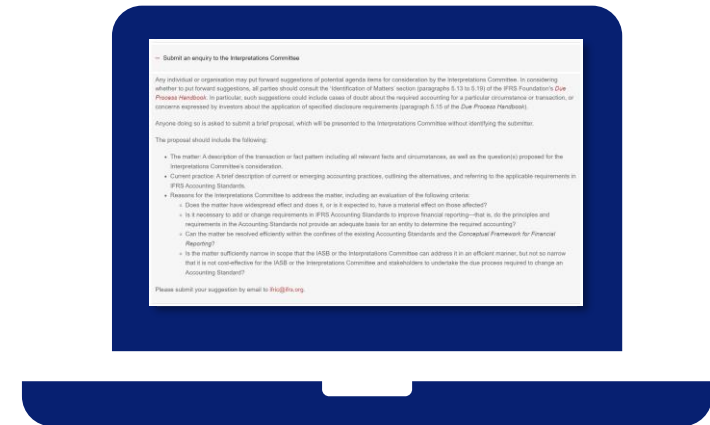 – Submit an enquiry to the Interpretations Committee
Any individual or organisation may put forward suggestions of potential agenda items for consideration by the Interpretations Committee. In considering
whether to put forward suggestions, all parties should consult the 'Identification of Matters' section (paragraphs 5.13 to 5.19) of the IFRS Foundation's Due
Process Handbook. In particular, such suggestions could include cases of doubt about the required accounting for a particular circumstance or transaction, or
concerns expressed by investors about the application of specified disclosure requirements (paragraph 5.15 of the Due Process Handbook).
Anyone doing so is asked to submit a brief proposal, which will be presented to the Interpretations Committee without identifying the submitter.
The proposal should include the following:
• The matter: A description of the transaction or fact pattern including all relevant facts and circumstances, as well as the question(s) proposed for the
Interpretations Committee's consideration.
• Current practice: A brief description of current or emerging accounting practices, outlining the alternatives, and referring to the applicable requirements in
IFRS Accounting Standards.
• Reasons for the Interpretations Committee to address the matter, including an evaluation of the following criteria:
○ Does the matter have widespread effect and does it, or is it expected to, have a material effect on those affected?
○ Is it necessary to add or change requirements in IFRS Accounting Standards to improve financial reporting—that is, do the principles and
requirements in the Accounting Standards not provide an adequate basis for an entity to determine the required accounting?
○ Can the matter be resolved efficiently within the confines of the existing Accounting Standards and the Conceptual Framework for Financial
Reporting?
○ Is the matter sufficiently narrow in scope that the IASB or the Interpretations Committee can address it in an efficient manner, but not so narrow
that it is not cost-effective for the IASB or the Interpretations Committee and stakeholders to undertake the due process required to change an
Accounting Standard?
Please submit your suggestion by email to ifric@ifrs.org.